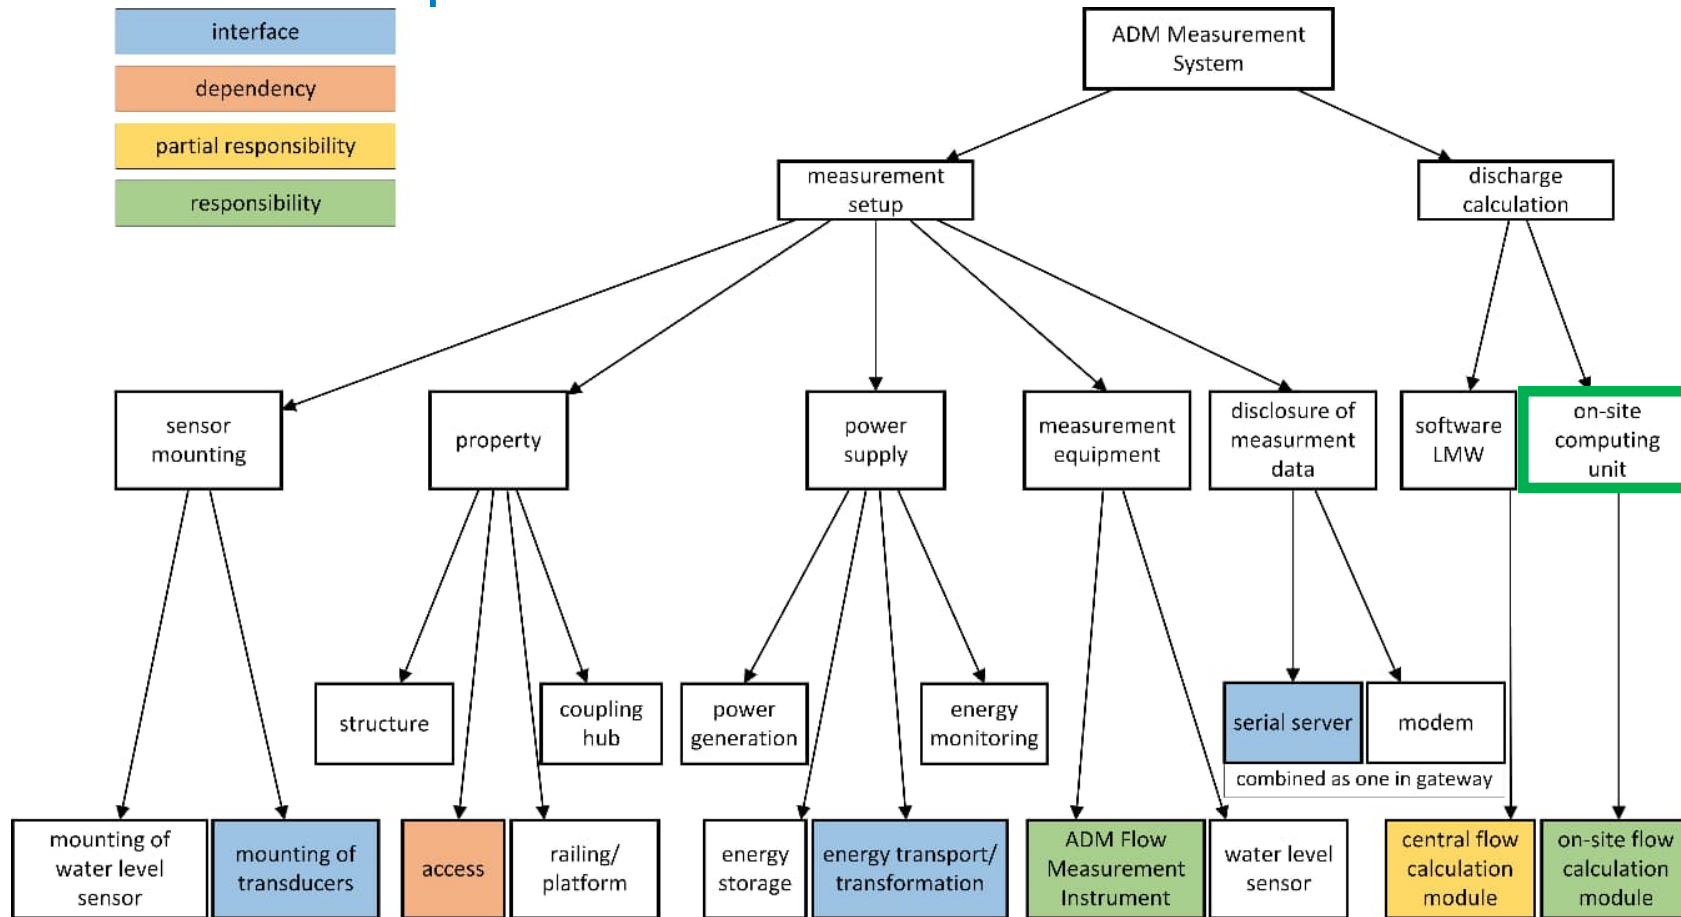 interface
dependency
partial responsibility
responsibility
ADM Measurement
System
measurement
setup
discharge
calculation
sensor
mounting
property
power
supply
measurement
equipment
disclosure of
measurment
data
software
LMW
on-site
computing
unit
structure
coupling
hub
power
generation
energy
monitoring
serial server
modem
combined as one in gateway
mounting of
water level
sensor
mounting of
transducers
access
railing/
platform
energy
storage
energy transport/
transformation
ADM Flow
Measurement
Instrument
water level
sensor
central flow
calculation
module
on-site flow
calculation
module